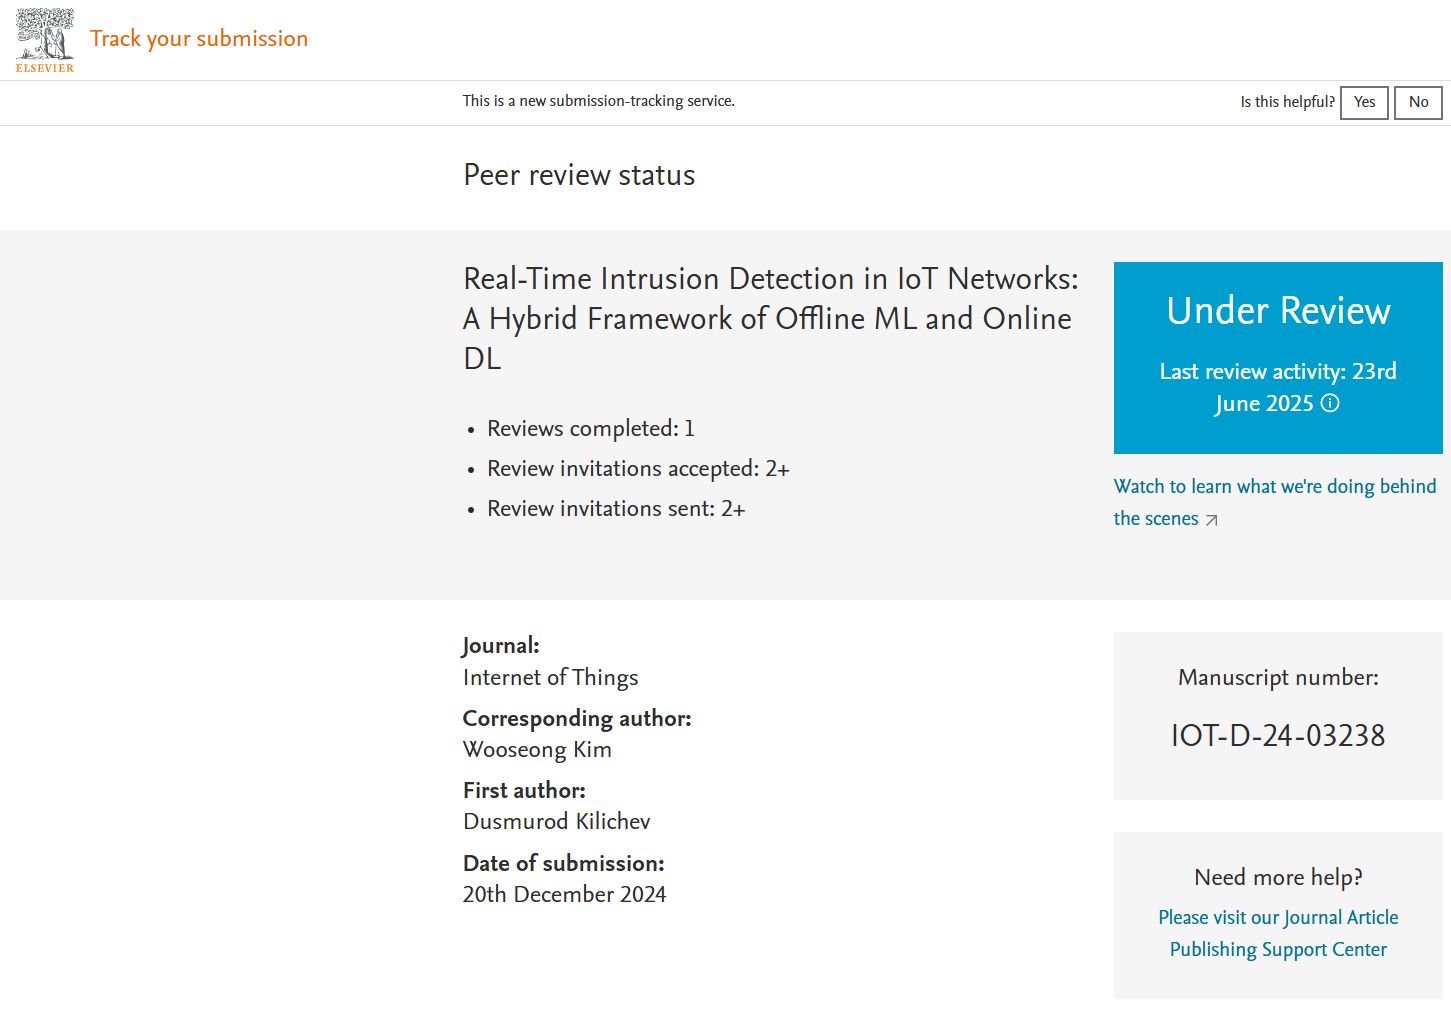 ELSEVIER
Track your submission
This is a new submission-tracking service.
Is this helpful? Yes No
Peer review status
Real-Time Intrusion Detection in IoT Networks:
A Hybrid Framework of Offline ML and Online
DL
• Reviews completed: 1
• Review invitations accepted: 2+
• Review invitations sent: 2+
Under Review
Last review activity: 23rd
June 2025
Watch to learn what we're doing behind
the scenes
Journal:
Internet of Things
Corresponding author:
Wooseong Kim
First author:
Dusmurod Kilichev
Date of submission:
20th December 2024
Manuscript number:
IOT-D-24-03238
Need more help?
Please visit our Journal Article
Publishing Support Center